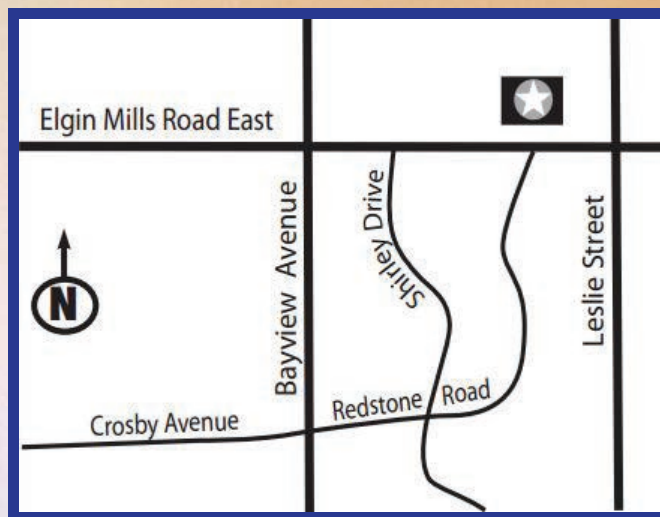 Elgin Mills Road East
Bayview Avenue
Shirley Drive
Leslie Street
N
Crosby Avenue
Redstone Road